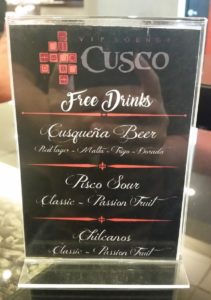 VIP LOUNGE
CUSCO
Free Drinks
Cusqueña Beer
Red lager - Malta - Trigo - Dorada
Pisco Sour
Classic - Passion Fruit
Chilcanos
Classic - Passion Fruit